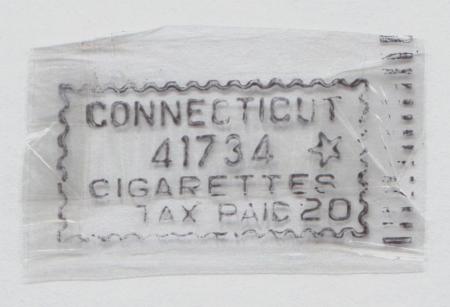 CONNECTICUT
41734 ☆
CIGARETTES
TAX PAID 20